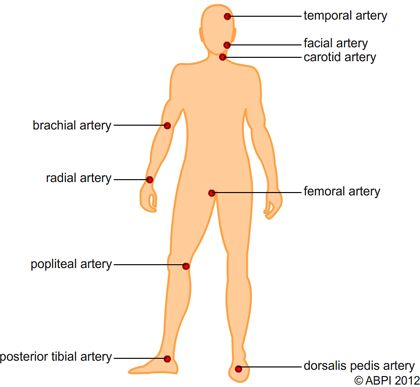 temporal artery
facial artery
carotid artery
brachial artery
radial artery
femoral artery
popliteal artery
posterior tibial artery
dorsalis pedis artery
© ABPI 2012